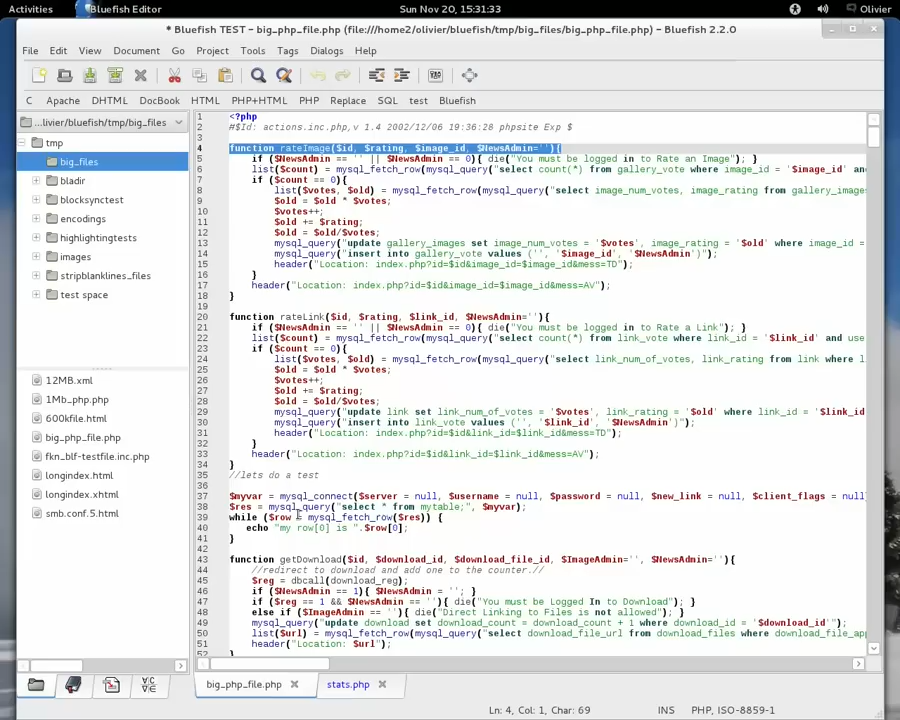 Activities Bluefish Editor Sun Nov 20, 15:31:33 Olivier
* Bluefish TEST - big_php_file.php (file:///home2/olivier/bluefish/tmp/big_files/big_php_file.php) - Bluefish 2.2.0
File Edit View Document Go Project Tools Tags Dialogs Help
C Apache DHTML DocBook HTML PHP+HTML PHP Replace SQL test Bluefish
...livier/bluefish/tmp/big_files
tmp
big_files
bladir
blocksynctest
encodings
highlightingtests
images
stripblanklines_files
test space
12MB.xml
1Mb_php.php
600kfile.html
big_php_file.php
fkn_blf-testfile.inc.php
longindex.html
longindex.xhtml
smb.conf.5.html
1 <?php
2 #$Id: actions.inc.php,v 1.4 2002/12/06 19:36:28 phpsite Exp $
3
4 function rateImage($id, $rating, $image_id, $NewsAdmin=''){
5 if ($NewsAdmin == '' || $NewsAdmin == 0){ die("You must be logged in to Rate an Image"); }
6 list($count) = mysql_fetch_row(mysql_query("select count(*) from gallery_vote where image_id = '$image_id' an
7 if ($count == 0){
8 list($votes, $old) = mysql_fetch_row(mysql_query("select image_num_votes, image_rating from gallery_images
9 $old = $old * $votes;
10 $votes++;
11 $old += $rating;
12 $old = $old/$votes;
13 mysql_query("update gallery_images set image_num_votes = '$votes', image_rating = '$old' where image_id =
14 mysql_query("insert into gallery_vote values ('', '$image_id', '$NewsAdmin')");
15 header("Location: index.php?id=$id&image_id=$image_id&mess=TD");
16 }
17 header("Location: index.php?id=$id&image_id=$image_id&mess=AV");
18 }
19
20 function rateLink($id, $rating, $link_id, $NewsAdmin=''){
21 if ($NewsAdmin == '' || $NewsAdmin == 0){ die("You must be logged in to Rate a Link"); }
22 list($count) = mysql_fetch_row(mysql_query("select count(*) from link_vote where link_id = '$link_id' and use
23 if ($count == 0){
24 list($votes, $old) = mysql_fetch_row(mysql_query("select link_num_of_votes, link_rating from link where l
25 $old = $old * $votes;
26 $votes++;
27 $old += $rating;
28 $old = $old/$votes;
29 mysql_query("update link set link_num_of_votes = '$votes', link_rating = '$old' where link_id = '$link_id
30 mysql_query("insert into link_vote values ('', '$link_id', '$NewsAdmin')");
31 header("Location: index.php?id=$id&link_id=$link_id&mess=TD");
32 }
33 header("Location: index.php?id=$id&link_id=$link_id&mess=AV");
34 }
35 //lets do a test
36
37 $myvar = mysql_connect($server = null, $username = null, $password = null, $new_link = null, $client_flags = null
38 $res = mysql_query("select * from mytable;", $myvar);
39 while ($row = mysql_fetch_row($res)) {
40 echo "my row[0] is ".$row[0];
41 }
42
43 function getDownload($id, $download_id, $download_file_id, $ImageAdmin='', $NewsAdmin=''){
44 //redirect to download and add one to the counter.//
45 $reg = dbcall(download_reg);
46 if ($NewsAdmin == 1){ $NewsAdmin = ''; }
47 if ($reg == 1 && $NewsAdmin == ''){ die("You must be Logged In to Download"); }
48 else if ($ImageAdmin == ''){ die("Direct Linking to Files is not allowed"); }
49 mysql_query("update download set download_count = download_count + 1 where download_id = '$download_id'");
50 list($url) = mysql_fetch_row(mysql_query("select download_file_url from download_files where download_file_ap
51 header("Location: $url");
52 }
big_php_file.php stats.php
Ln: 4, Col: 1, Char: 69 INS PHP, ISO-8859-1